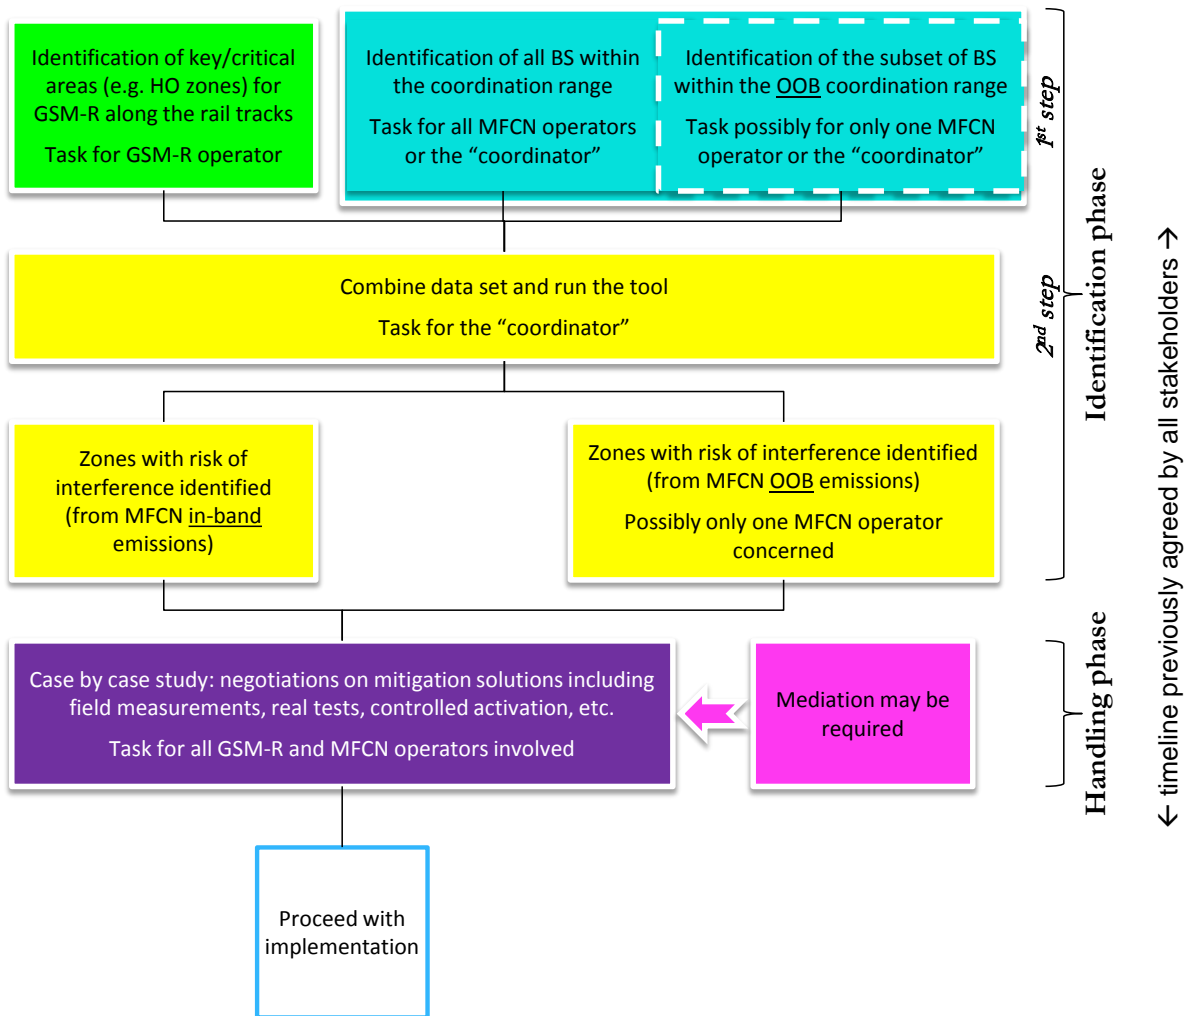 Identification of key/critical
areas (e.g. HO zones) for
GSM-R along the rail tracks
Task for GSM-R operator
Identification of all BS within
the coordination range
Task for all MFCN operators
or the “coordinator”
Identification of the subset of BS
within the OOB coordination range
Task possibly for only one MFCN
operator or the “coordinator”
1st step
Combine data set and run the tool
Task for the “coordinator”
2nd step
Identification phase
Zones with risk of
interference identified
(from MFCN in-band
emissions)
Zones with risk of interference identified
(from MFCN OOB emissions)
Possibly only one MFCN operator
concerned
Case by case study: negotiations on mitigation solutions including
field measurements, real tests, controlled activation, etc.
Task for all GSM-R and MFCN operators involved
Mediation may be
required
Handling phase
← timeline previously agreed by all stakeholders →
Proceed with
implementation